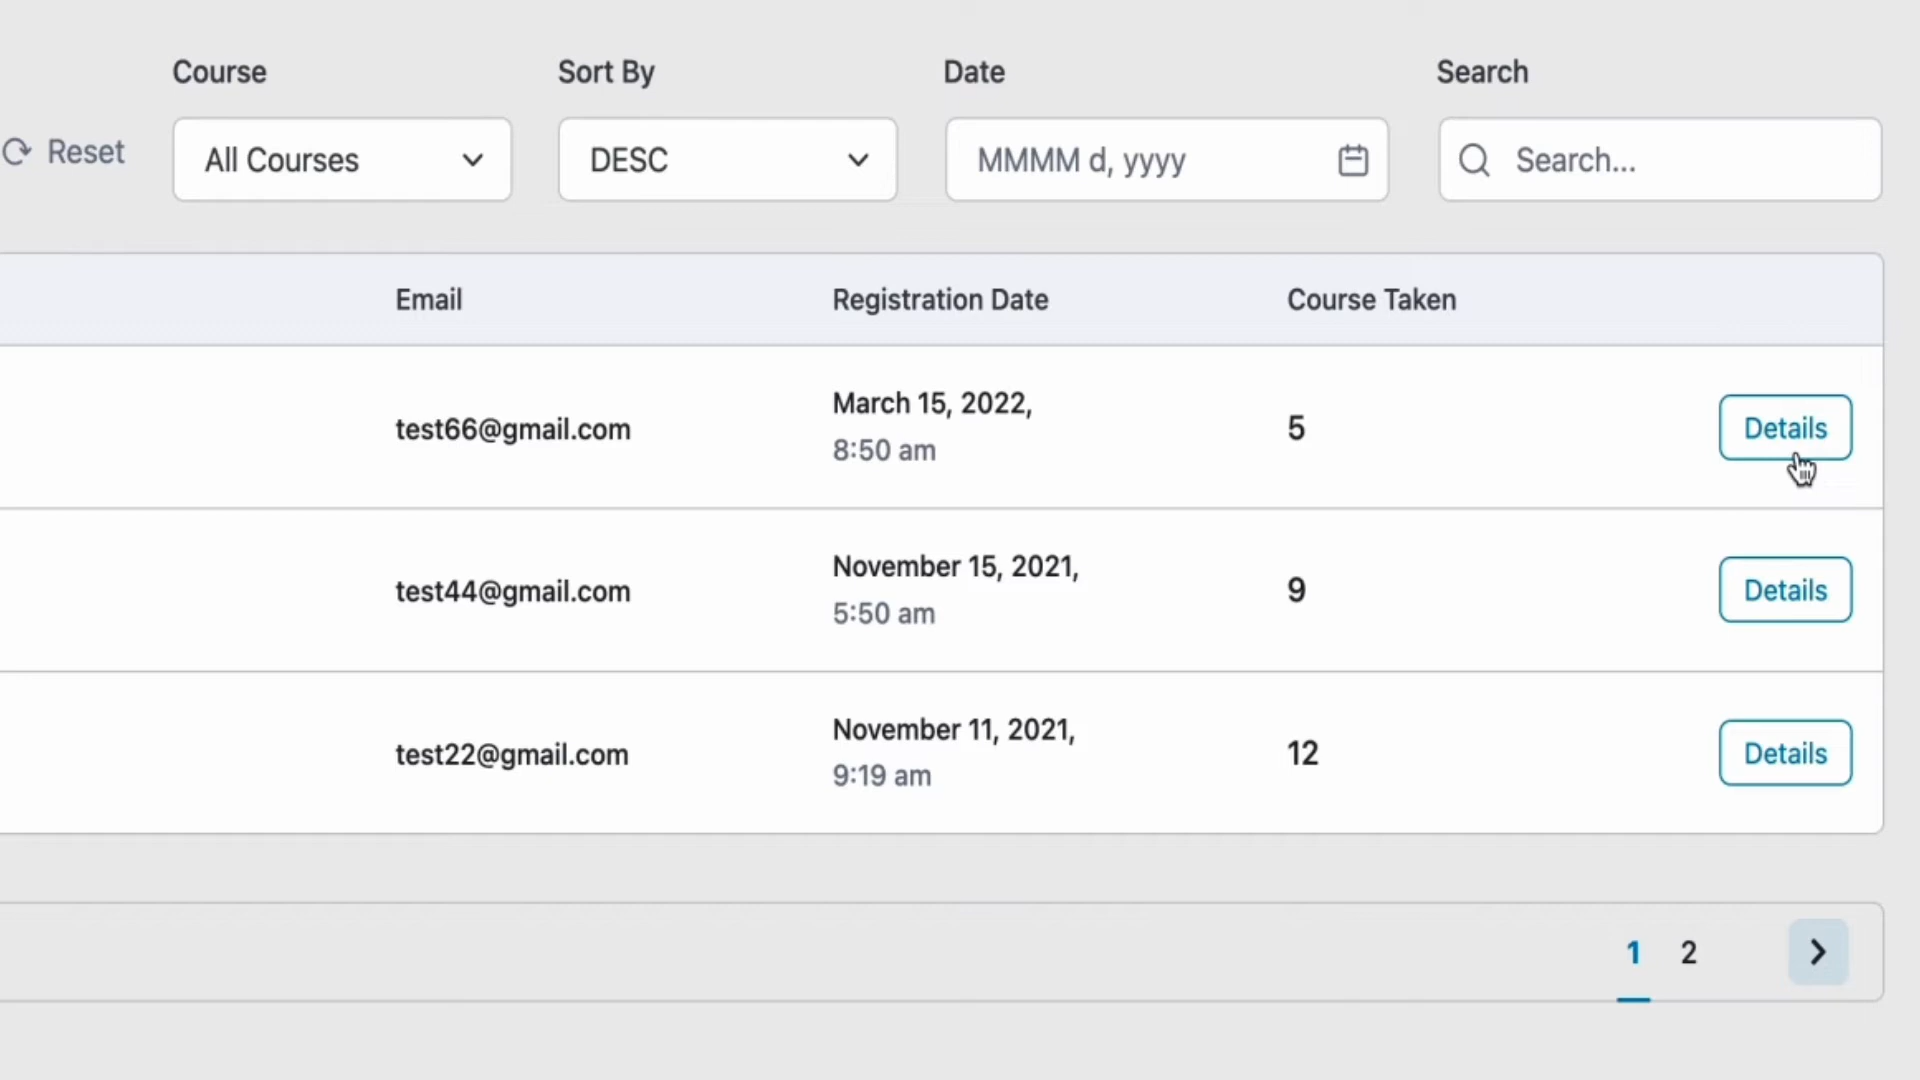 Course
Sort By
Date
Search
Reset
All Courses
DESC
MMMM d, yyyy
Search...
Email
Registration Date
Course Taken
test66@gmail.com
March 15, 2022,
8:50 am
5
Details
test44@gmail.com
November 15, 2021,
5:50 am
9
Details
test22@gmail.com
November 11, 2021,
9:19 am
12
Details
1 2